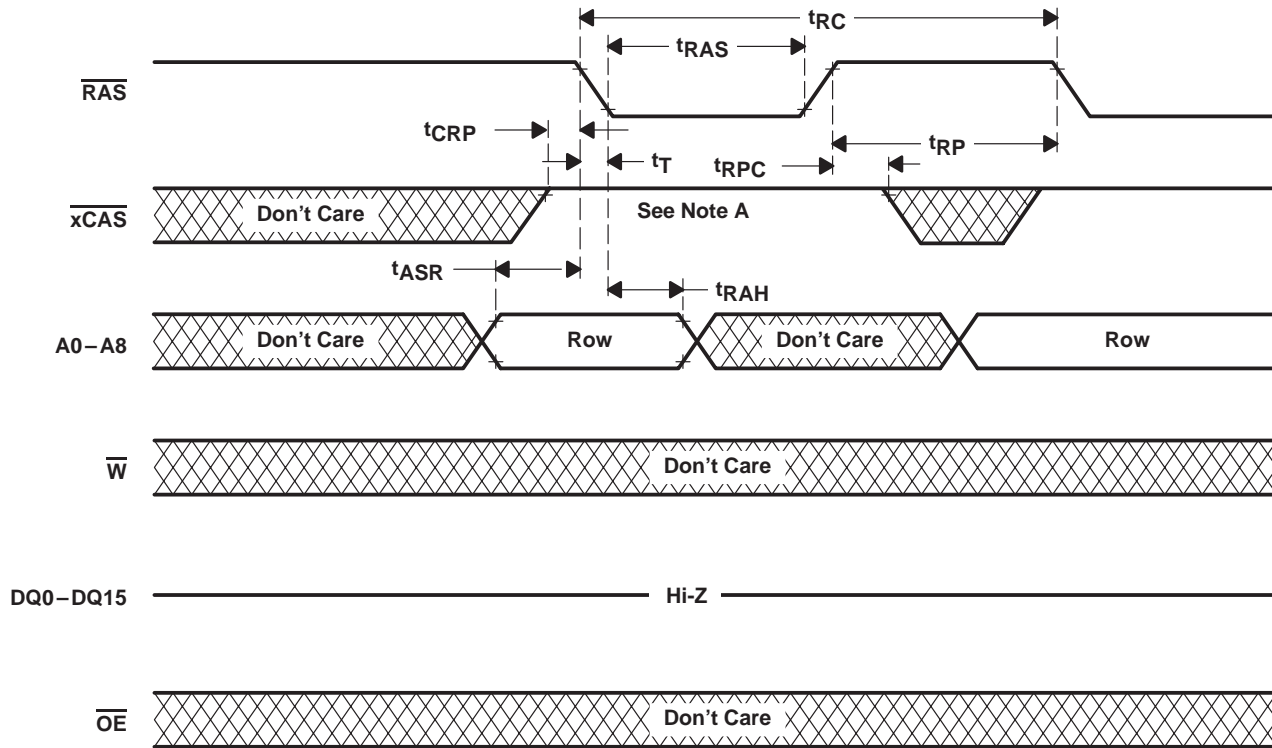 tRC
tRAS
RAS
tCRP
tT
tRPC
tRP
xCAS
Don't Care
See Note A
tASR
tRAH
A0–A8
Don't Care
Row
Don't Care
Row
W
Don't Care
DQ0–DQ15
Hi-Z
OE
Don't Care